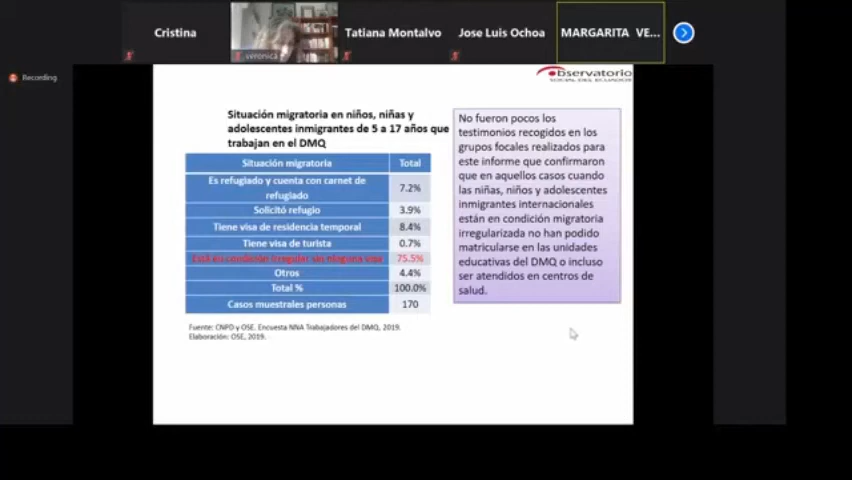 Cristina
veronica
Tatiana Montalvo
Jose Luis Ochoa
MARGARITA VE...
Recording
Observatorio
SOCIAL DEL ECUADOR
Situación migratoria en niños, niñas y
adolescentes inmigrantes de 5 a 17 años que
trabajan en el DMQ
Situación migratoria Total
Es refugiado y cuenta con carnet de
refugiado 7.2%
Solicitó refugio 3.9%
Tiene visa de residencia temporal 8.4%
Tiene visa de turista 0.7%
Está en condición irregular sin ninguna visa 75.5%
Otros 4.4%
Total % 100.0%
Casos muestrales personas 170
Fuente: CNPD y OSE. Encuesta NNA Trabajadores del DMQ, 2019.
Elaboración: OSE, 2019.
No fueron pocos los
testimonios recogidos en los
grupos focales realizados para
este informe que confirmaron
que en aquellos casos cuando
las niñas, niños y adolescentes
inmigrantes internacionales
están en condición migratoria
irregularizada no han podido
matricularse en las unidades
educativas del DMQ o incluso
ser atendidos en centros de
salud.